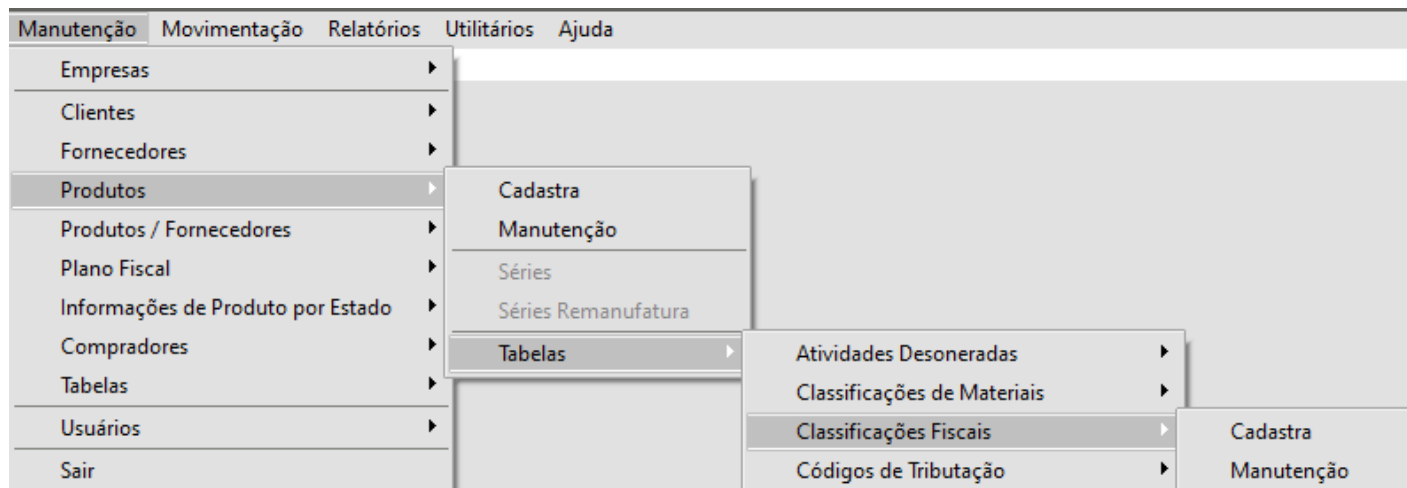 Manutenção Movimentação Relatórios Utilitários Ajuda
Empresas
Clientes
Fornecedores
Produtos
Produtos / Fornecedores
Plano Fiscal
Informações de Produto por Estado
Compradores
Tabelas
Usuários
Sair
Cadastra
Manutenção
Séries
Séries Remanufatura
Tabelas
Atividades Desoneradas
Classificações de Materiais
Classificações Fiscais
Códigos de Tributação
Cadastra
Manutenção